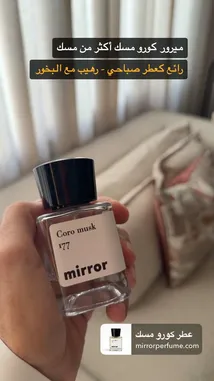 ميرور كورو مسك أكثر من مسك
رائع كعطر صباحي - رهيب مع البخور
Coro musk
177
mirror
عطر كورو مسك
mirrorperfume.com